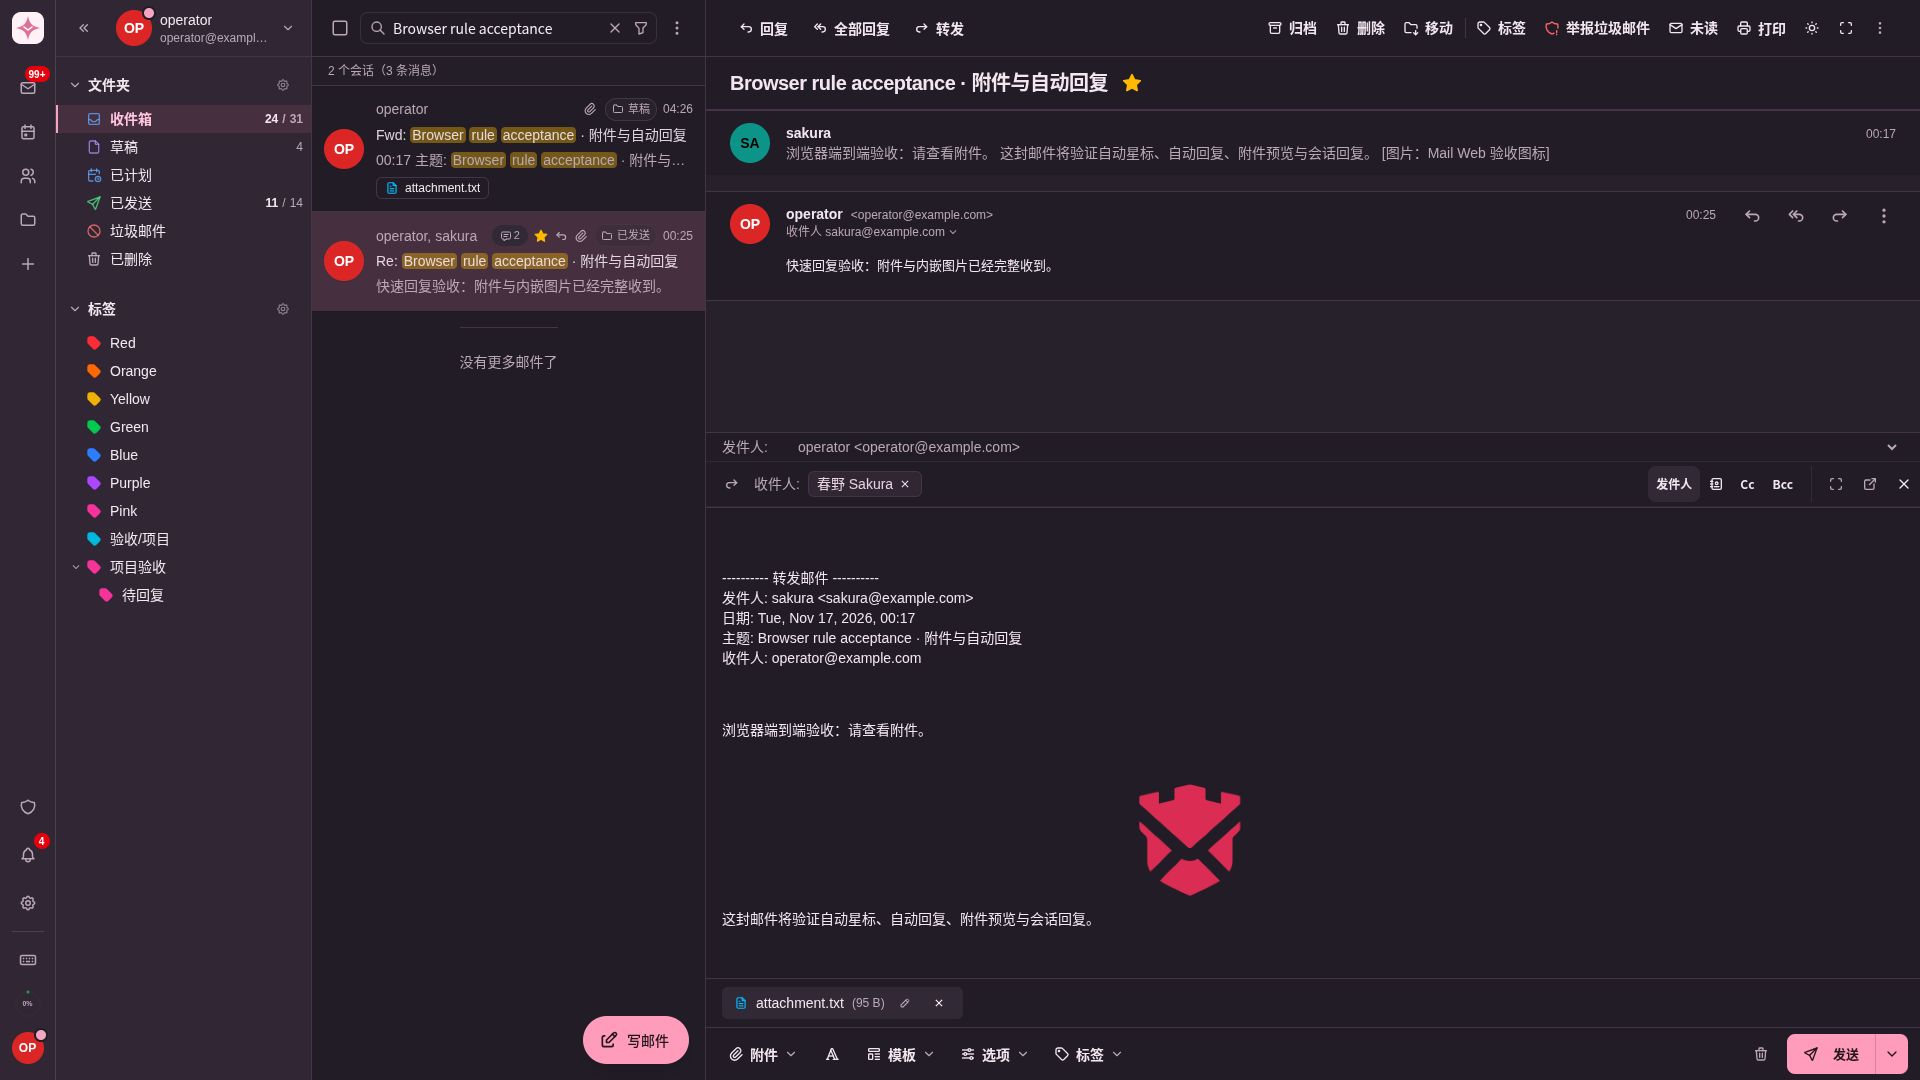 OP
operator
operator@exampl…
Browser rule acceptance
回复
全部回复
转发
归档
删除
移动
标签
举报垃圾邮件
未读
打印
99+
文件夹
收件箱
24 / 31
草稿
4
已计划
已发送
11 / 14
垃圾邮件
已删除
标签
Red
Orange
Yellow
Green
Blue
Purple
Pink
验收/项目
项目验收
待回复
4
0%
OP
2 个会话（3 条消息）
operator
草稿
04:26
OP
Fwd: Browser rule acceptance · 附件与自动回复
00:17 主题: Browser rule acceptance · 附件与…
attachment.txt
operator, sakura
2
已发送
00:25
OP
Re: Browser rule acceptance · 附件与自动回复
快速回复验收：附件与内嵌图片已经完整收到。
没有更多邮件了
写邮件
Browser rule acceptance · 附件与自动回复
SA
sakura
00:17
浏览器端到端验收：请查看附件。 这封邮件将验证自动星标、自动回复、附件预览与会话回复。 [图片：Mail Web 验收图标]
OP
operator <operator@example.com>
00:25
收件人 sakura@example.com
快速回复验收：附件与内嵌图片已经完整收到。
发件人:
operator <operator@example.com>
收件人:
春野 Sakura
发件人
Cc
Bcc
---------- 转发邮件 ----------
发件人: sakura <sakura@example.com>
日期: Tue, Nov 17, 2026, 00:17
主题: Browser rule acceptance · 附件与自动回复
收件人: operator@example.com
浏览器端到端验收：请查看附件。
这封邮件将验证自动星标、自动回复、附件预览与会话回复。
attachment.txt (95 B)
附件
模板
选项
标签
发送